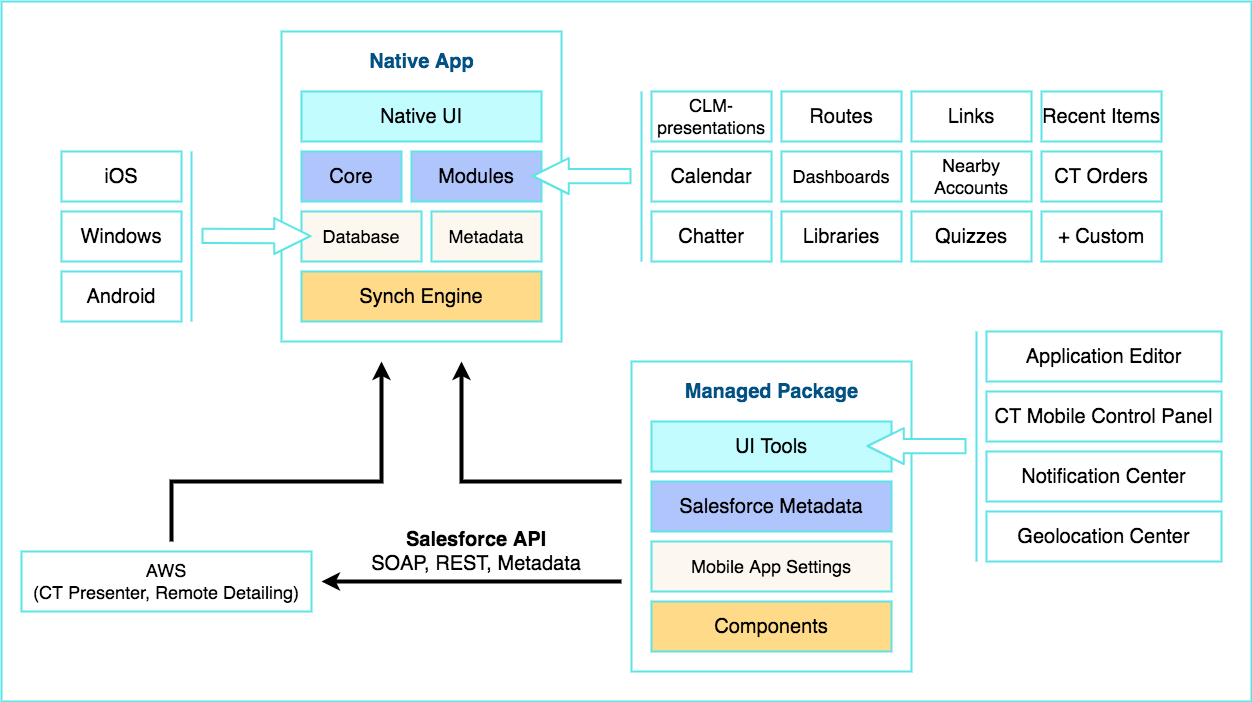 Native App
Native UI
Core
Modules
Database
Metadata
Synch Engine
iOS
Windows
Android
CLM-
presentations
Routes
Links
Recent Items
Calendar
Dashboards
Nearby
Accounts
CT Orders
Chatter
Libraries
Quizzes
+ Custom
Managed Package
UI Tools
Salesforce Metadata
Mobile App Settings
Components
Application Editor
CT Mobile Control Panel
Notification Center
Geolocation Center
Salesforce API
SOAP, REST, Metadata
AWS
(CT Presenter, Remote Detailing)